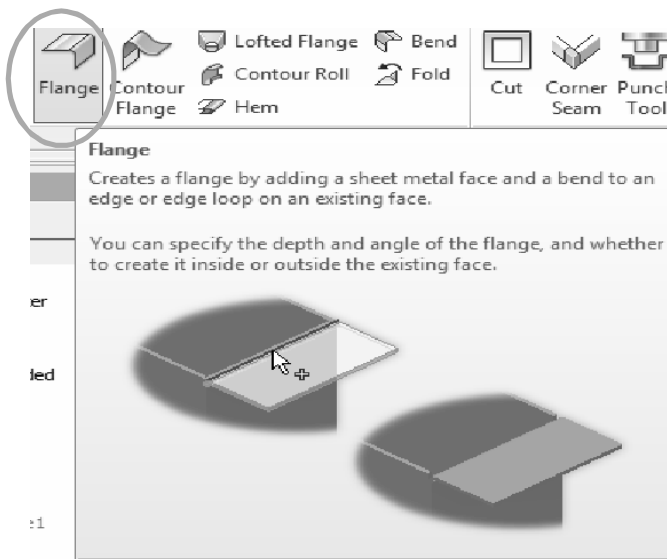 Flange
Contour
Flange
Lofted Flange
Contour Roll
Hem
Bend
Fold
Cut
Corner
Seam
Punch
Tool
Flange
Creates a flange by adding a sheet metal face and a bend to an
edge or edge loop on an existing face.
You can specify the depth and angle of the flange, and whether
to create it inside or outside the existing face.